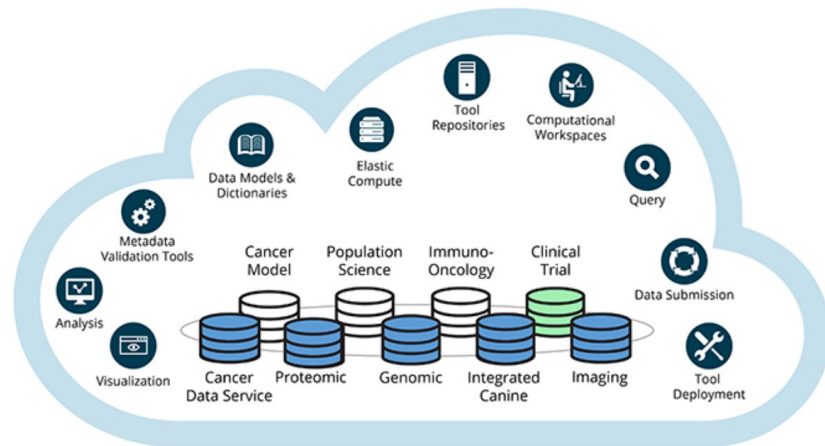 Tool
Repositories
Computational
Workspaces
Elastic
Compute
Data Models &
Dictionaries
Query
Metadata
Validation Tools
Cancer
Model
Population
Science
Immuno-
Oncology
Clinical
Trial
Data Submission
Analysis
Visualization
Cancer
Data Service
Proteomic
Genomic
Integrated
Canine
Imaging
Tool
Deployment